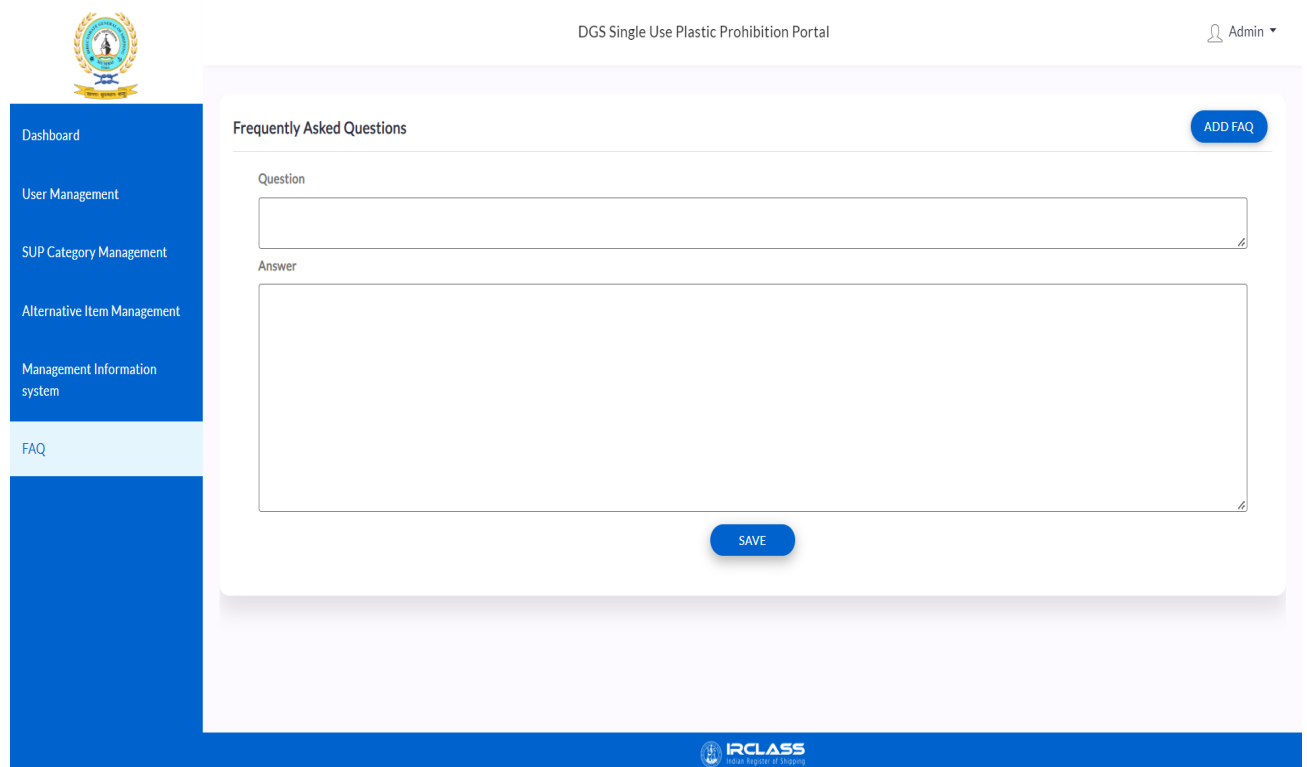 DGS Single Use Plastic Prohibition Portal
Admin
Dashboard
User Management
SUP Category Management
Alternative Item Management
Management Information
system
FAQ
Frequently Asked Questions
ADD FAQ
Question
Answer
SAVE
IRCLASS
Indian Register of Shipping